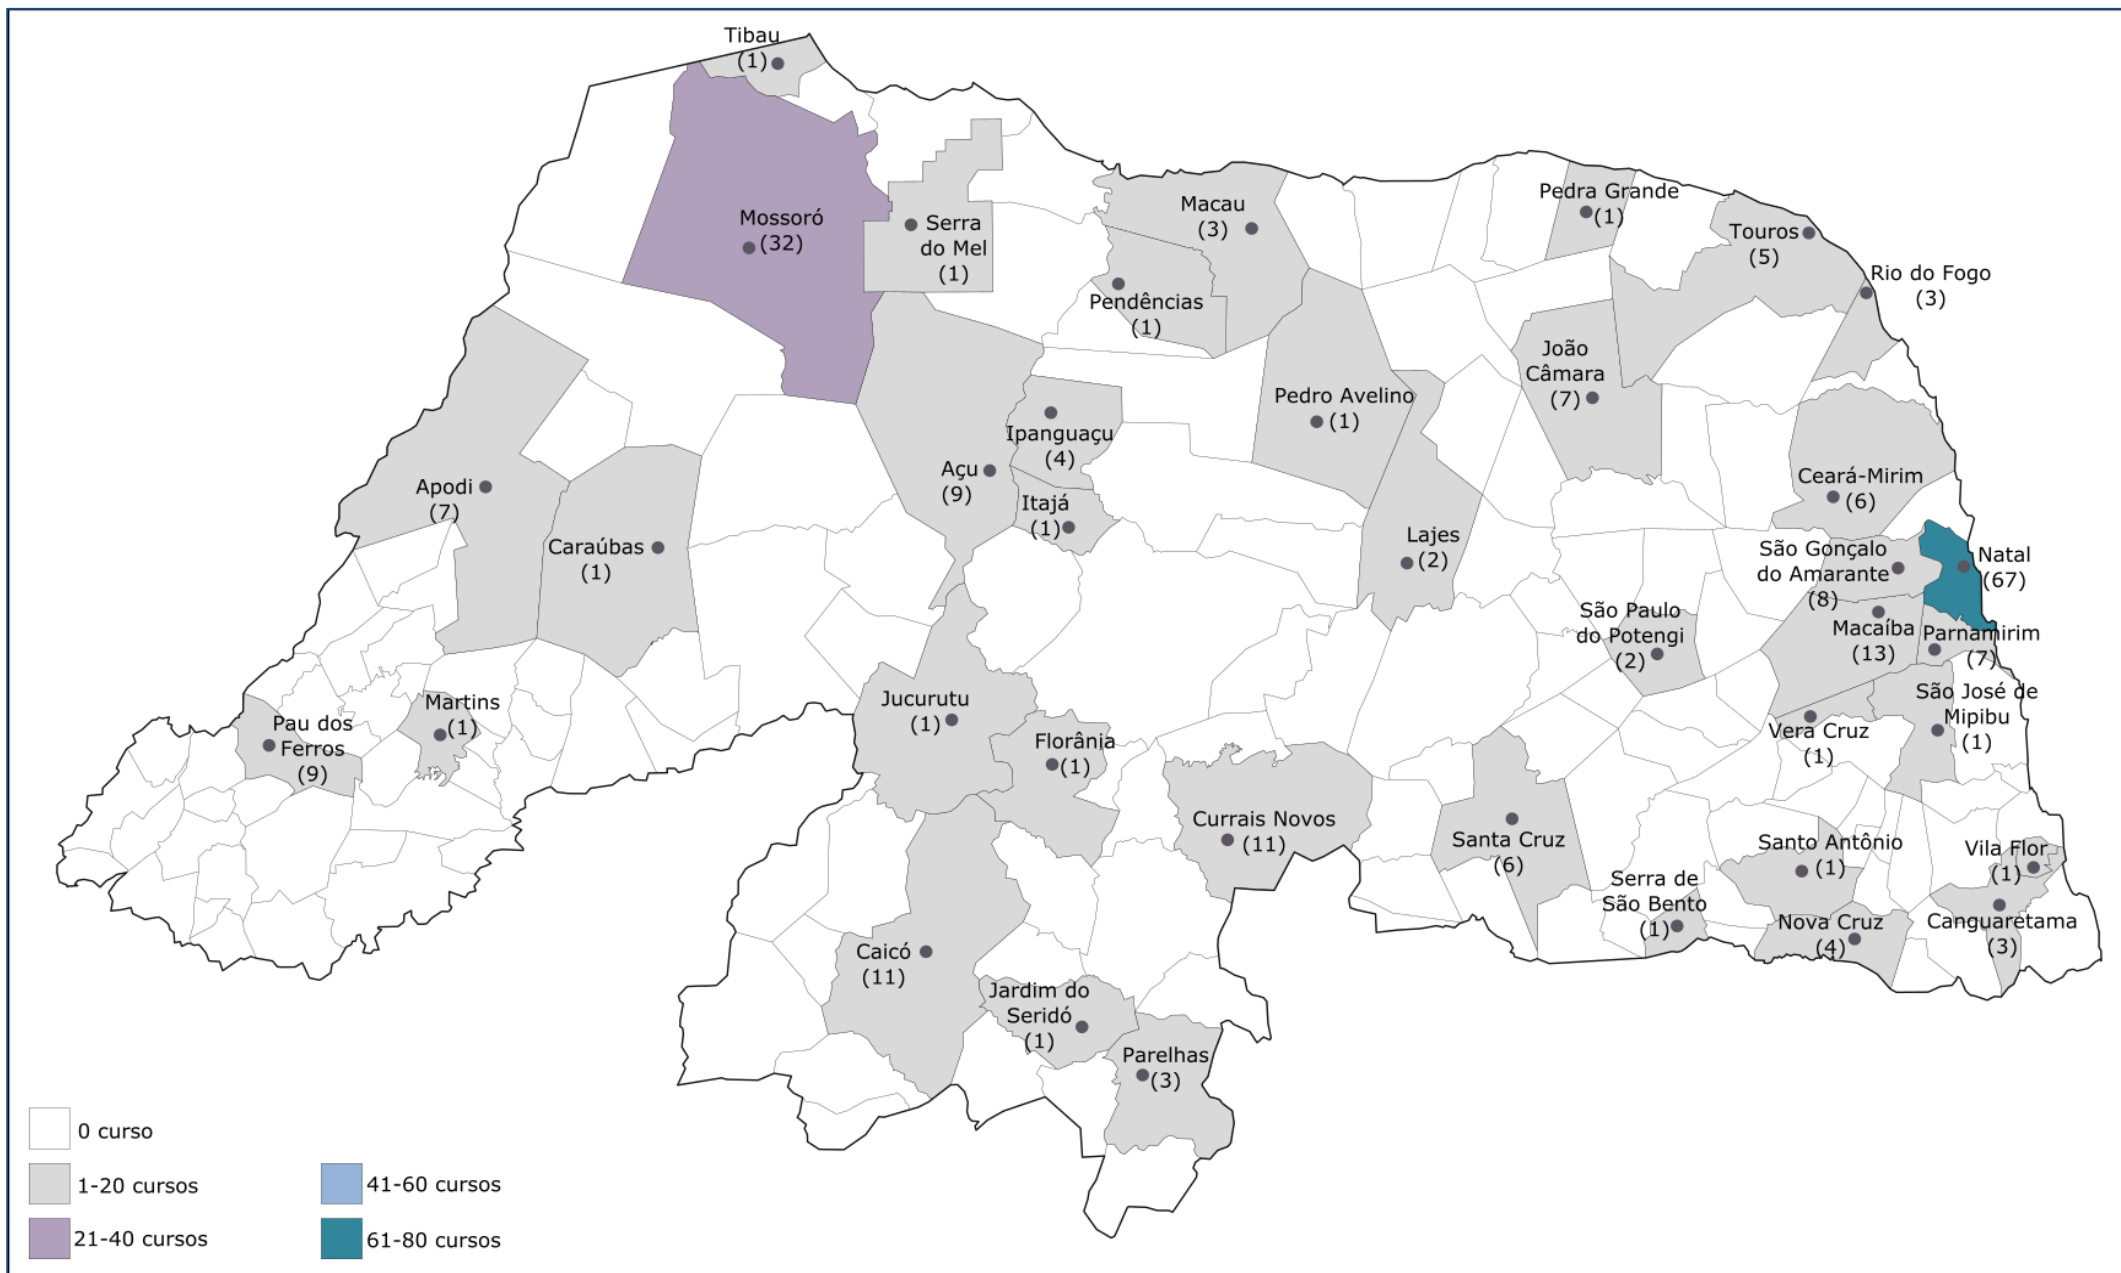 Tibau
(1)
Mossoró
(32)
Serra
do Mel
(1)
Macau
(3)
Pendências
(1)
Pedra Grande
(1)
Touros
(5)
Rio do Fogo
(3)
João
Câmara
(7)
Pedro Avelino
(1)
Ipanguaçu
(4)
Açu
(9)
Itajá
(1)
Apodi
(7)
Caraúbas
(1)
Lajes
(2)
Ceará-Mirim
(6)
São Gonçalo
do Amarante
(8)
Natal
(67)
São Paulo
do Potengi
(2)
Macaíba
(13)
Parnamirim
(7)
São José de
Mipibu
(1)
Vera Cruz
(1)
Jucurutu
(1)
Florânia
(1)
Martins
(1)
Pau dos
Ferros
(9)
Currais Novos
(11)
Santa Cruz
(6)
Santo Antônio
(1)
Vila Flor
(1)
Serra de
São Bento
(1)
Nova Cruz
(4)
Canguaretama
(3)
Caicó
(11)
Jardim do
Seridó
(1)
Parelhas
(3)
0 curso
1-20 cursos
21-40 cursos
41-60 cursos
61-80 cursos